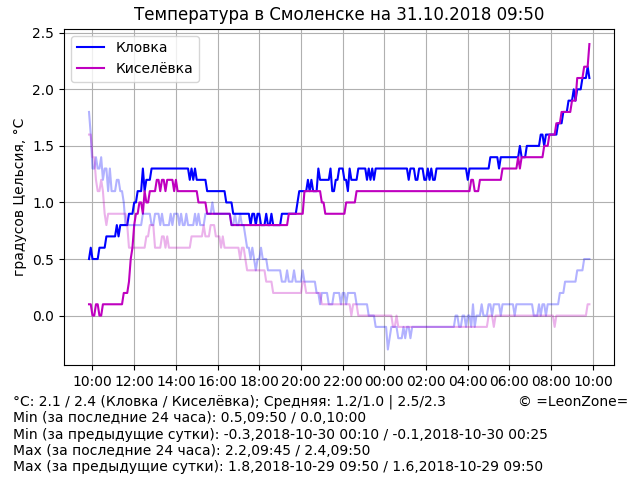 Температура в Смоленске на 31.10.2018 09:50
2.5
2.0
1.5
1.0
0.5
0.0
градусов Цельсия, °C
Кловка
Киселёвка
10:00 12:00 14:00 16:00 18:00 20:00 22:00 00:00 02:00 04:00 06:00 08:00 10:00
°C: 2.1 / 2.4 (Кловка / Киселёвка); Средняя: 1.2/1.0 | 2.5/2.3 © =LeonZone=
Min (за последние 24 часа): 0.5,09:50 / 0.0,10:00
Min (за предыдущие сутки): -0.3,2018-10-30 00:10 / -0.1,2018-10-30 00:25
Max (за последние 24 часа): 2.2,09:45 / 2.4,09:50
Max (за предыдущие сутки): 1.8,2018-10-29 09:50 / 1.6,2018-10-29 09:50